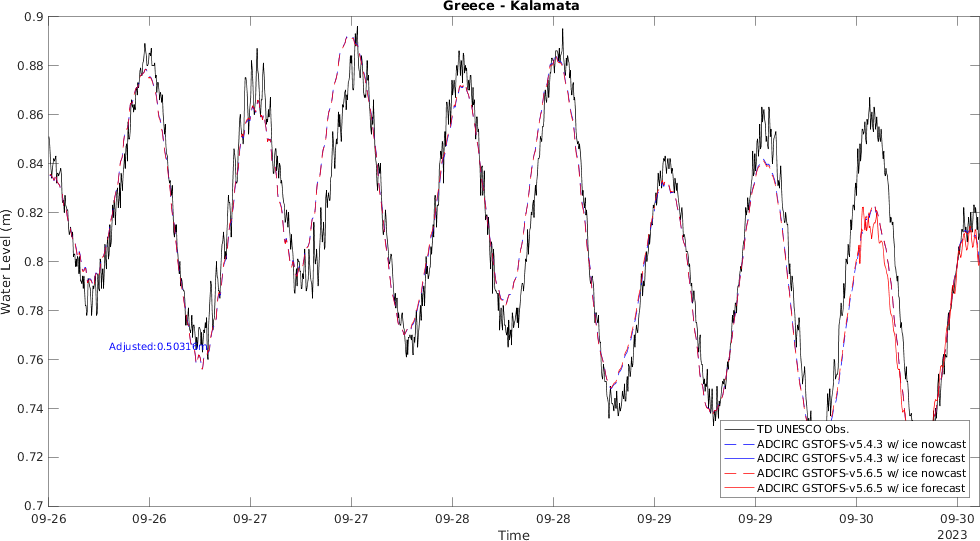 Greece - Kalamata
0.9
0.88
0.86
0.84
0.82
0.8
0.78
0.76
0.74
0.72
0.7
Water Level (m)
Adjusted:0.50316 m
TD UNESCO Obs.
ADCIRC GSTOFS-v5.4.3 w/ ice nowcast
ADCIRC GSTOFS-v5.4.3 w/ ice forecast
ADCIRC GSTOFS-v5.6.5 w/ ice nowcast
ADCIRC GSTOFS-v5.6.5 w/ ice forecast
09-26 09-26 09-27 09-27 09-28 09-28 09-29 09-29 09-30 09-30
2023
Time